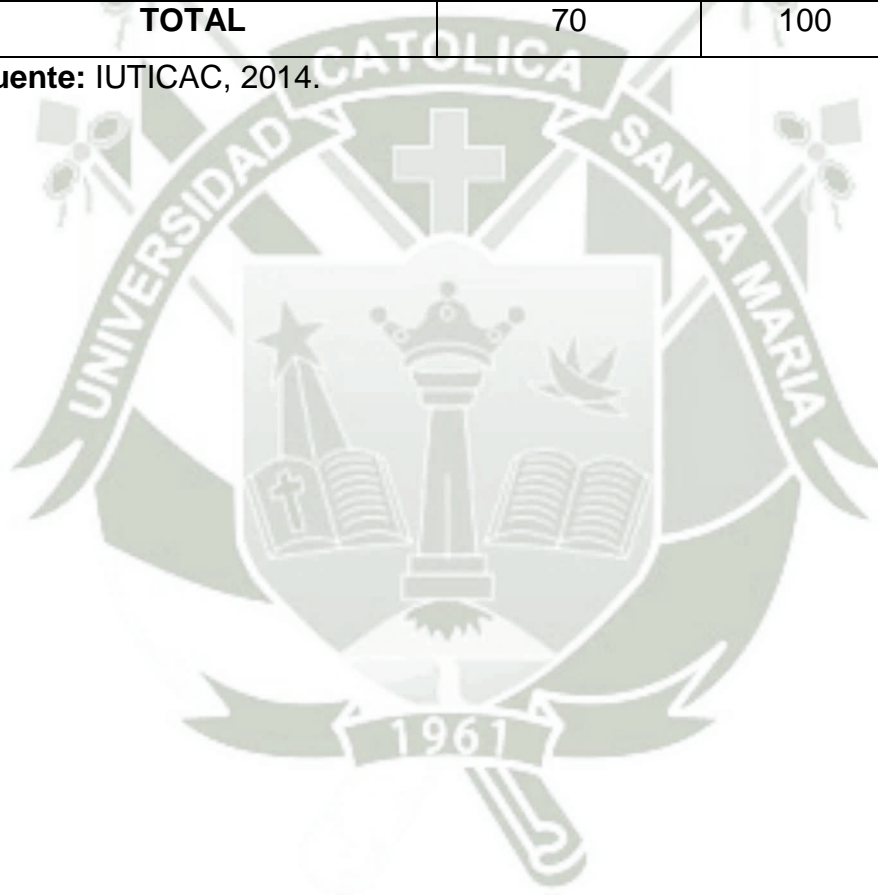 TOTAL 70 100
uente: IUTICAC, 2014.
UNIVERSIDAD CATOLICA SANTA MARIA
1961